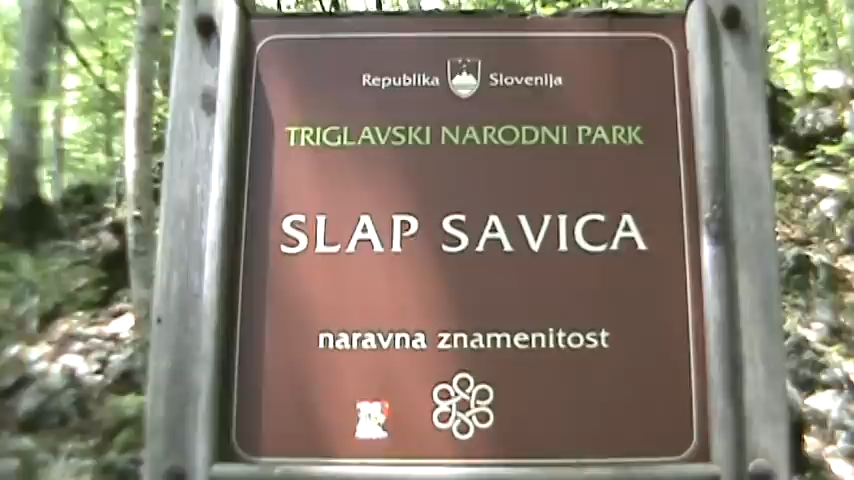 Republika Slovenija
TRIGLAVSKI NARODNI PARK
SLAP SAVICA
naravna znamenitost